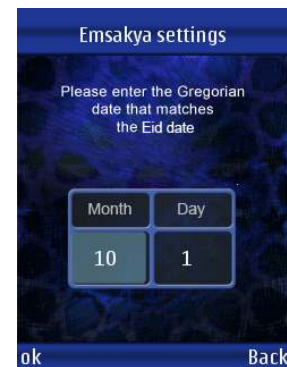 Emsakya settings
Please enter the Gregorian
date that matches
the Eid date
Month Day
10 1
ok Back